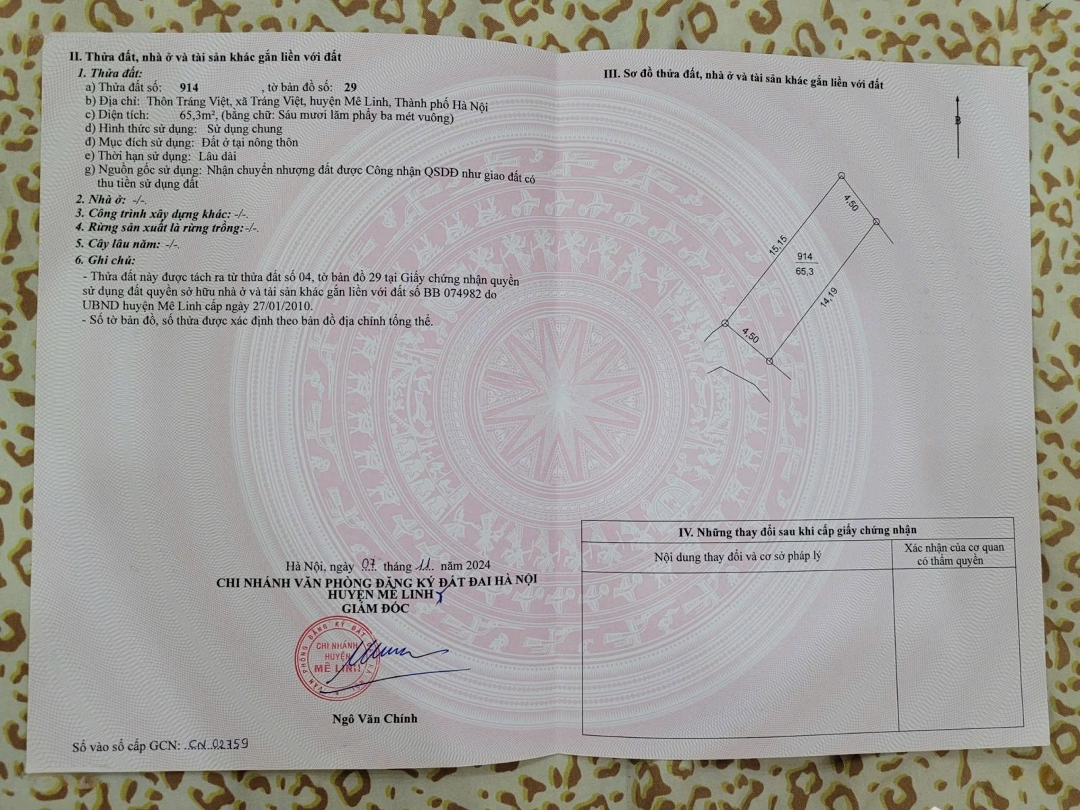 II. Thửa đất, nhà ở và tài sản khác gắn liền với đất
1. Thửa đất:
a) Thửa đất số: 914 , tờ bản đồ số: 29
b) Địa chỉ: Thôn Tráng Việt, xã Tráng Việt, huyện Mê Linh, Thành phố Hà Nội
c) Diện tích: 65,3m², (bằng chữ: Sáu mươi lăm phẩy ba mét vuông)
d) Hình thức sử dụng: Sử dụng chung
đ) Mục đích sử dụng: Đất ở tại nông thôn
e) Thời hạn sử dụng: Lâu dài
g) Nguồn gốc sử dụng: Nhận chuyển nhượng đất được Công nhận QSDĐ như giao đất có
thu tiền sử dụng đất
2. Nhà ở: -/-.
3. Công trình xây dựng khác: -/-.
4. Rừng sản xuất là rừng trồng:-/-.
5. Cây lâu năm: -/-.
6. Ghi chú:
- Thửa đất này được tách ra từ thửa đất số 04, tờ bản đồ 29 tại Giấy chứng nhận quyền
sử dụng đất quyền sở hữu nhà ở và tài sản khác gắn liền với đất số BB 074982 do
UBND huyện Mê Linh cấp ngày 27/01/2010.
- Số tờ bản đồ, số thửa được xác định theo bản đồ địa chính tổng thể.
Hà Nội, ngày 07 tháng 11 năm 2024
CHI NHÁNH VĂN PHÒNG ĐĂNG KÝ ĐẤT ĐAI HÀ NỘI
HUYỆN MÊ LINH
GIÁM ĐỐC
CHI NHÁNH
HUYỆN
MÊ LINH
Ngô Văn Chính
Số vào sổ cấp GCN: CN 02759
III. Sơ đồ thửa đất, nhà ở và tài sản khác gắn liền với đất
B
4,50
15,15
914
65,3
14,19
4,50
IV. Những thay đổi sau khi cấp giấy chứng nhận
Nội dung thay đổi và cơ sở pháp lý
Xác nhận của cơ quan
có thẩm quyền